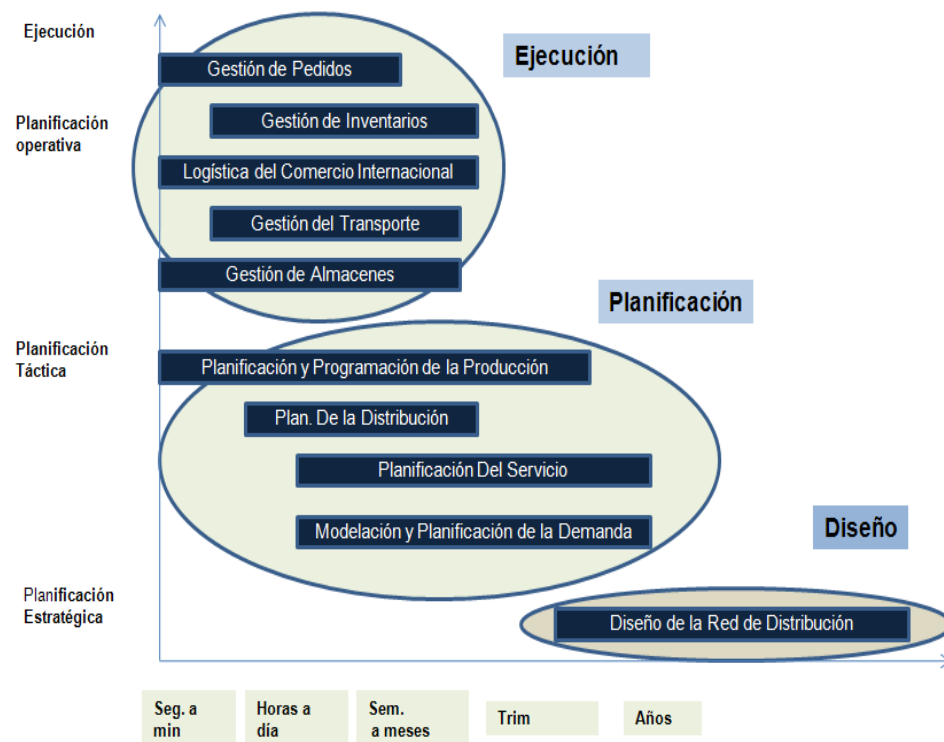 Ejecución
Ejecución
Gestión de Pedidos
Planificación
operativa
Gestión de Inventarios
Logística del Comercio Internacional
Gestión del Transporte
Gestión de Almacenes
Planificación
Planificación
Táctica
Planificación y Programación de la Producción
Plan. De la Distribución
Planificación Del Servicio
Modelación y Planificación de la Demanda
Diseño
Planificación
Estratégica
Diseño de la Red de Distribución
Seg. a
min
Horas a
día
Sem.
a meses
Trim
Años